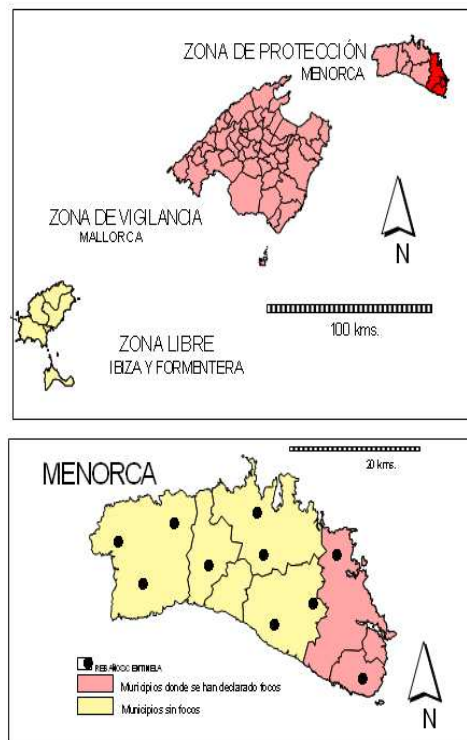 ZONA DE PROTECCIÓN
MENORCA
ZONA DE VIGILANCIA
MALLORCA
N
100 kms.
ZONA LIBRE
IBIZA Y FORMENTERA
MENORCA
20 kms.
N
Municipios donde se han declarado focos
Municipios sin focos